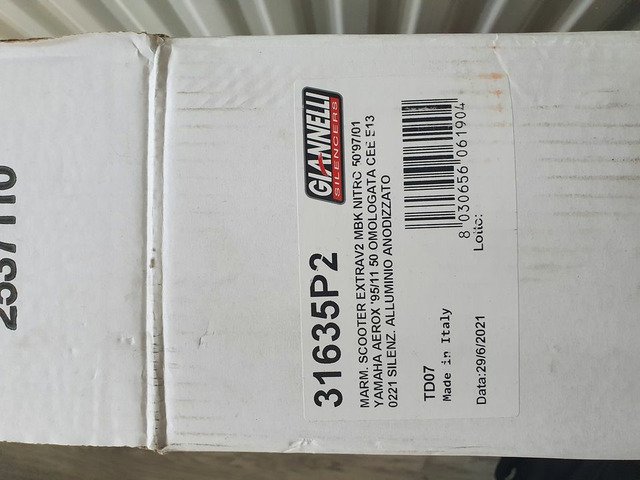 GIANNELLI
SILENCERS
31635P2
MARM. SCOOTER EXTRAV2 MBK NITRO 50'97/01
YAMAHA AEROX '95/11 50 OMOLOGATA CEE E13
0221 SILENZ. ALLUMINIO ANODIZZATO
8 030656 061904
TD07
Made in Italy
Lotto:
Data:29/6/2021